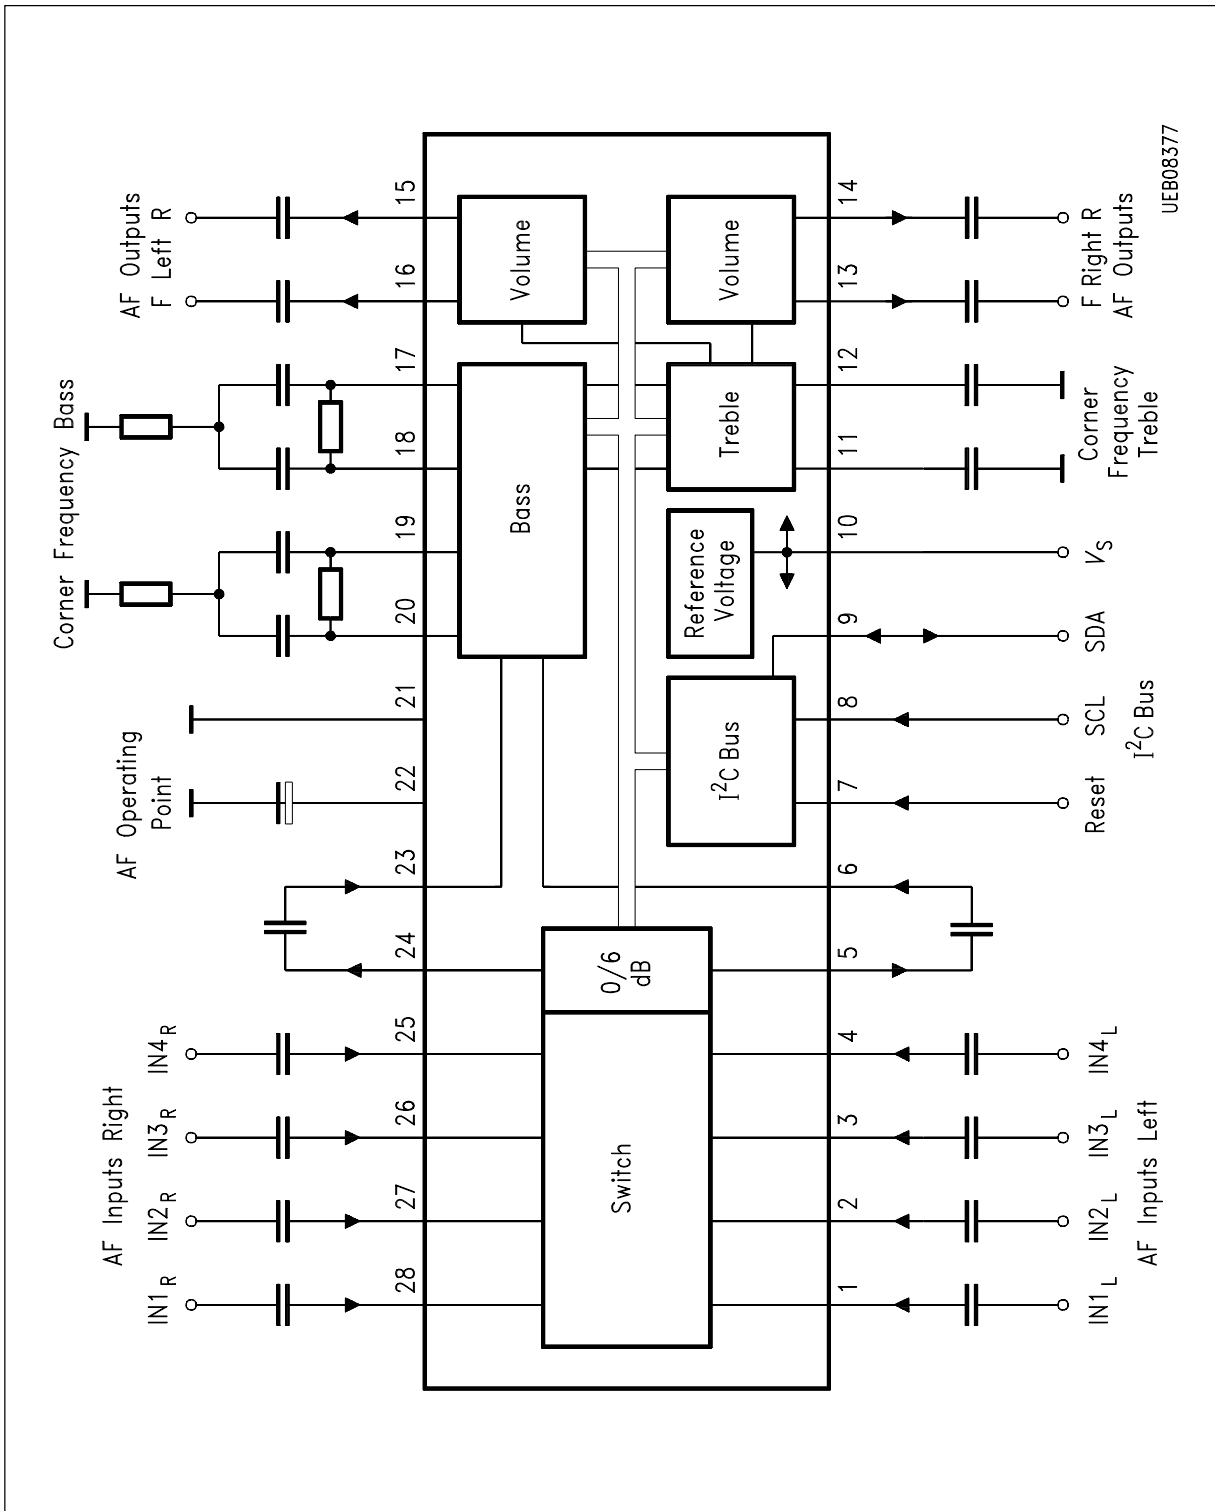 AF Inputs Right
IN1R
IN2R
IN3R
IN4R
AF Operating
Point
Corner Frequency Bass
AF Outputs
F Left R
28
27
26
25
24
23
22
21
20
19
18
17
16
15
Switch
0/6
dB
Bass
Volume
I²C Bus
Reference
Voltage
Treble
Volume
1
2
3
4
5
6
7
8
9
10
11
12
13
14
IN1L
IN2L
IN3L
IN4L
AF Inputs Left
Reset
SCL
SDA
I²C Bus
VS
Corner
Frequency
Treble
F Right R
AF Outputs
UEB08377